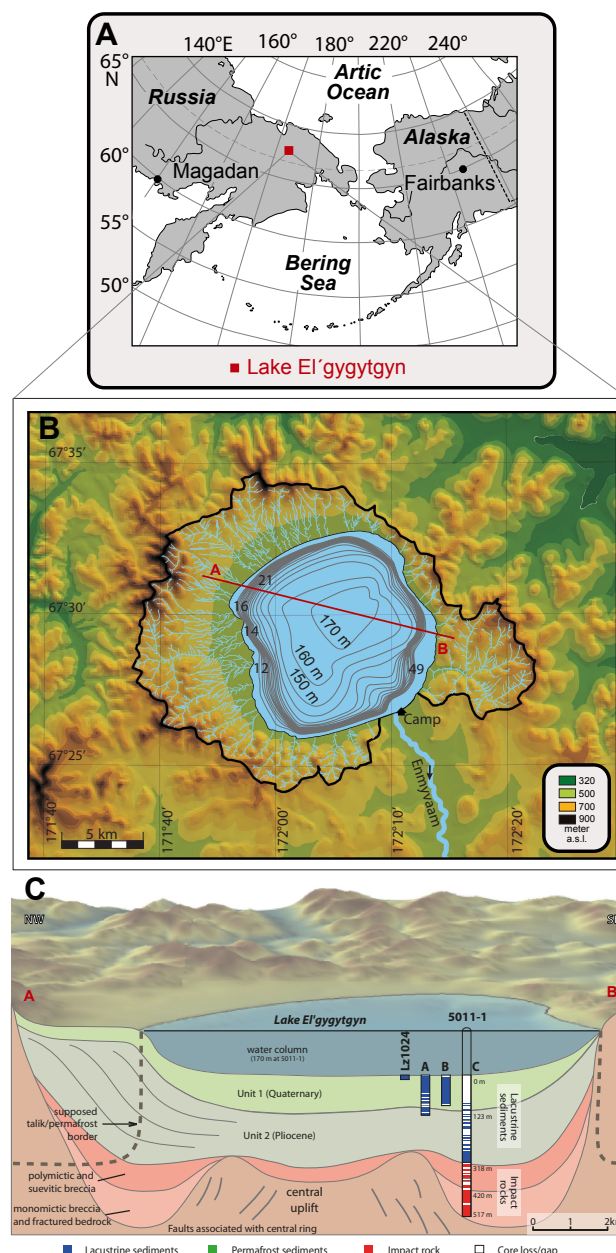 A
140°E 160° 180° 220° 240°
65°
N
Artic
Ocean
Russia
Alaska
60°
Magadan
Fairbanks
55°
Bering
Sea
50°
Lake El´gygytgyn
B
67°35´
A
21
67°30´
16
14
170 m
B
12
160 m
49
150 m
Camp
67°25´
Enmyvaam
320
500
700
900
meter
a.s.l.
5 km
171°40´ 171°40´ 172°00´ 172°10´ 172°20´
C
NW
A
B
Lake El'gygytgyn
5011-1
water column
(170 m at 5011-1)
Lz1024
A B C
0 m
Unit 1 (Quaternary)
123 m
Lacustrine
sediments
supposed
talik/permafrost
border
Unit 2 (Pliocene)
318 m
polymictic and
suevitic breccia
central
uplift
420 m
Impact
rocks
monomictic breccia
and fractured bedrock
517 m
Faults associated with central ring
0 1
Lacustrine sediments Permafrost sediments Impact rock Core loss/gap